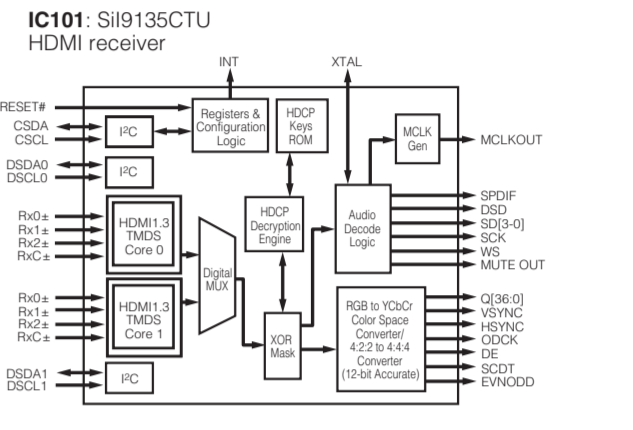 IC101: SiI9135CTU
HDMI receiver
INT
XTAL
RESET#
CSDA
CSCL
I²C
Registers &
Configuration
Logic
HDCP
Keys
ROM
MCLK
Gen
MCLKOUT
DSDA0
DSCL0
I²C
Rx0±
Rx1±
Rx2±
RxC±
HDMI1.3
TMDS
Core 0
Digital
MUX
HDCP
Decryption
Engine
Audio
Decode
Logic
SPDIF
DSD
SD[3-0]
SCK
WS
MUTE OUT
Rx0±
Rx1±
Rx2±
RxC±
HDMI1.3
TMDS
Core 1
XOR
Mask
RGB to YCbCr
Color Space
Converter/
4:2:2 to 4:4:4
Converter
(12-bit Accurate)
Q[36:0]
VSYNC
HSYNC
ODCK
DE
SCDT
EVNODD
DSDA1
DSCL1
I²C